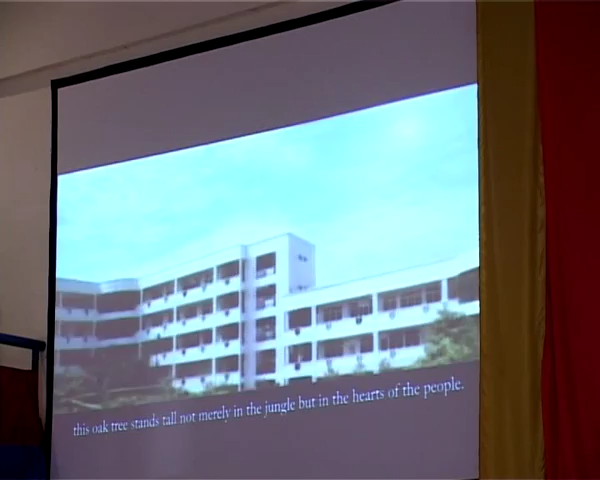 this oak tree stands tall not merely in the jungle but in the hearts of the people.